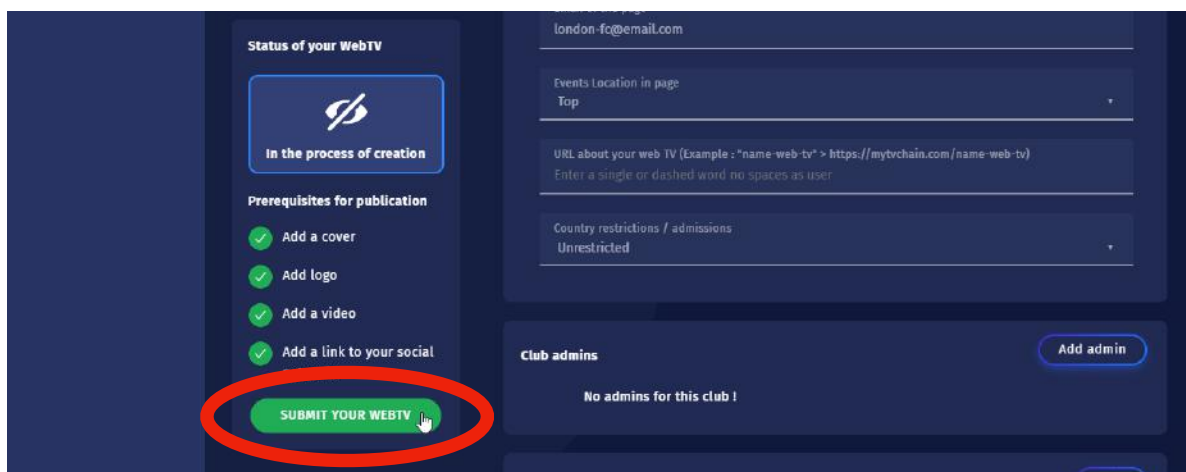 london-fc@email.com
Status of your WebTV
In the process of creation
Prerequisites for publication
Add a cover
Add logo
Add a video
Add a link to your social
SUBMIT YOUR WEBTV
Events Location in page
Top
URL about your web TV (Example : "name-web-tv" > https://mytvchain.com/name-web-tv)
Enter a single or dashed word no spaces as user
Country restrictions / admissions
Unrestricted
Club admins
Add admin
No admins for this club !